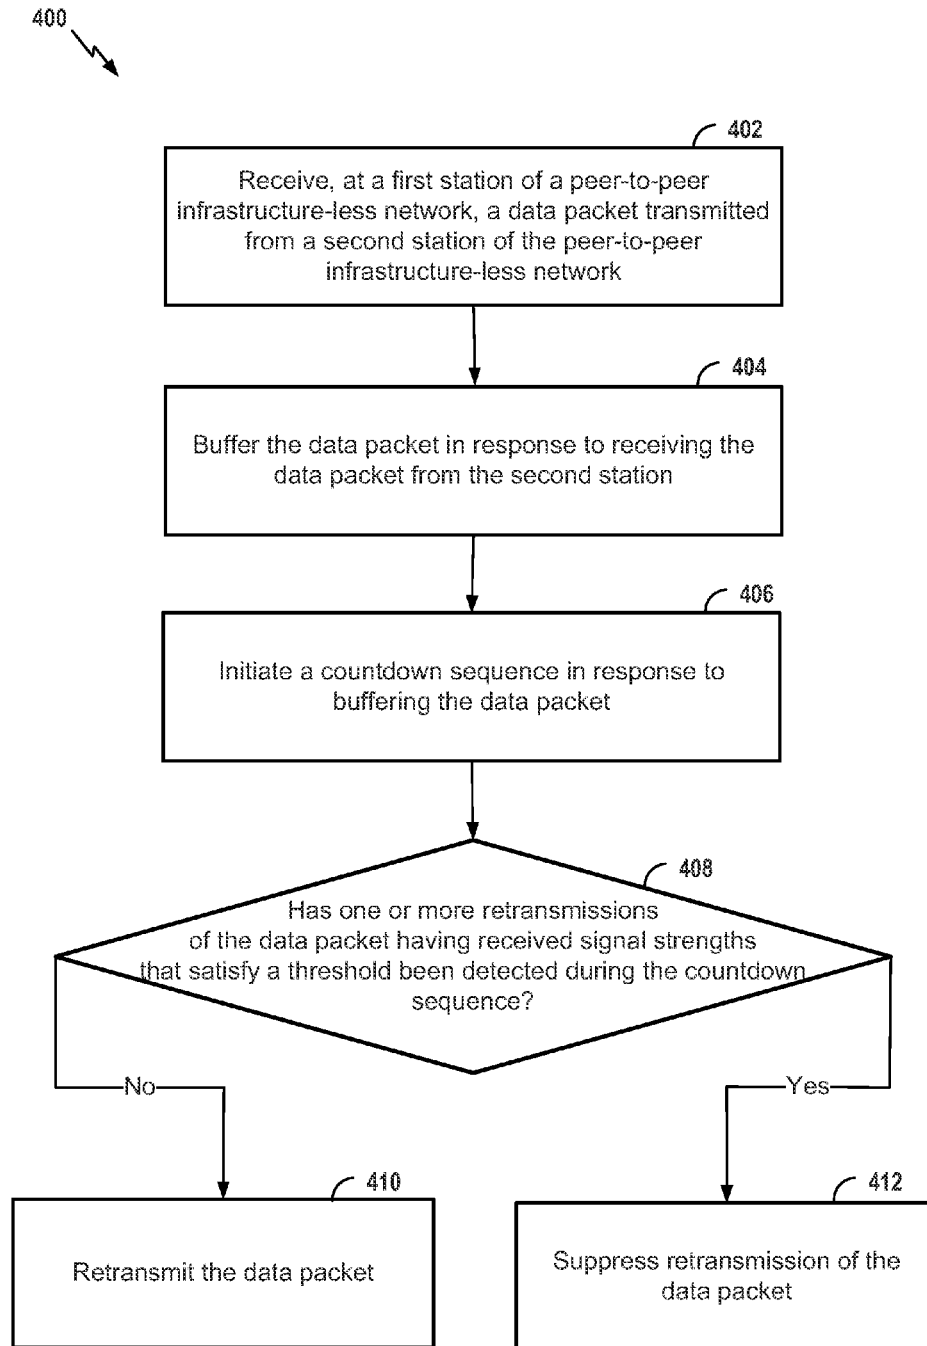 400
402
Receive, at a first station of a peer-to-peer
infrastructure-less network, a data packet transmitted
from a second station of the peer-to-peer
infrastructure-less network
404
Buffer the data packet in response to receiving the
data packet from the second station
406
Initiate a countdown sequence in response to
buffering the data packet
408
Has one or more retransmissions
of the data packet having received signal strengths
that satisfy a threshold been detected during the countdown
sequence?
No
Yes
410
Retransmit the data packet
412
Suppress retransmission of the
data packet